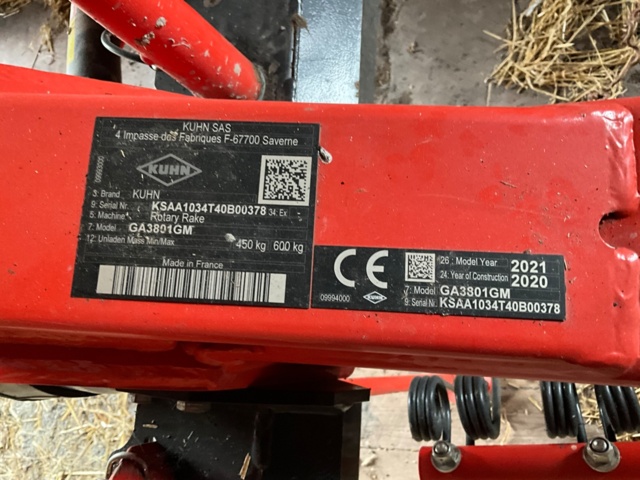 KUHN SAS
4 Impasse des Fabriques F-67700 Saverne
09993000
KUHN
3: Brand KUHN
9: Serial Nr. KSAA1034T40B00378 34: Ex
5: Machine Rotary Rake
7: Model GA3801GM
12: Unladen Mass Min/Max 450 kg 600 kg
Made in France
CE
09994000
KUHN
26: Model Year 2021
24: Year of Construction 2020
7: Model GA3801GM
9: Serial Nr. KSAA1034T40B00378